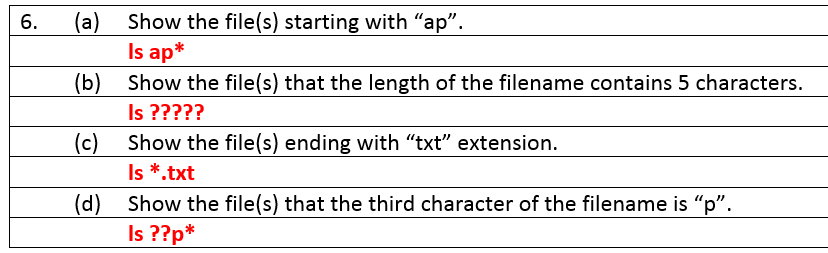 6. (a) Show the file(s) starting with “ap”.
ls ap*
(b) Show the file(s) that the length of the filename contains 5 characters.
ls ?????
(c) Show the file(s) ending with “txt” extension.
ls *.txt
(d) Show the file(s) that the third character of the filename is “p”.
ls ??p*